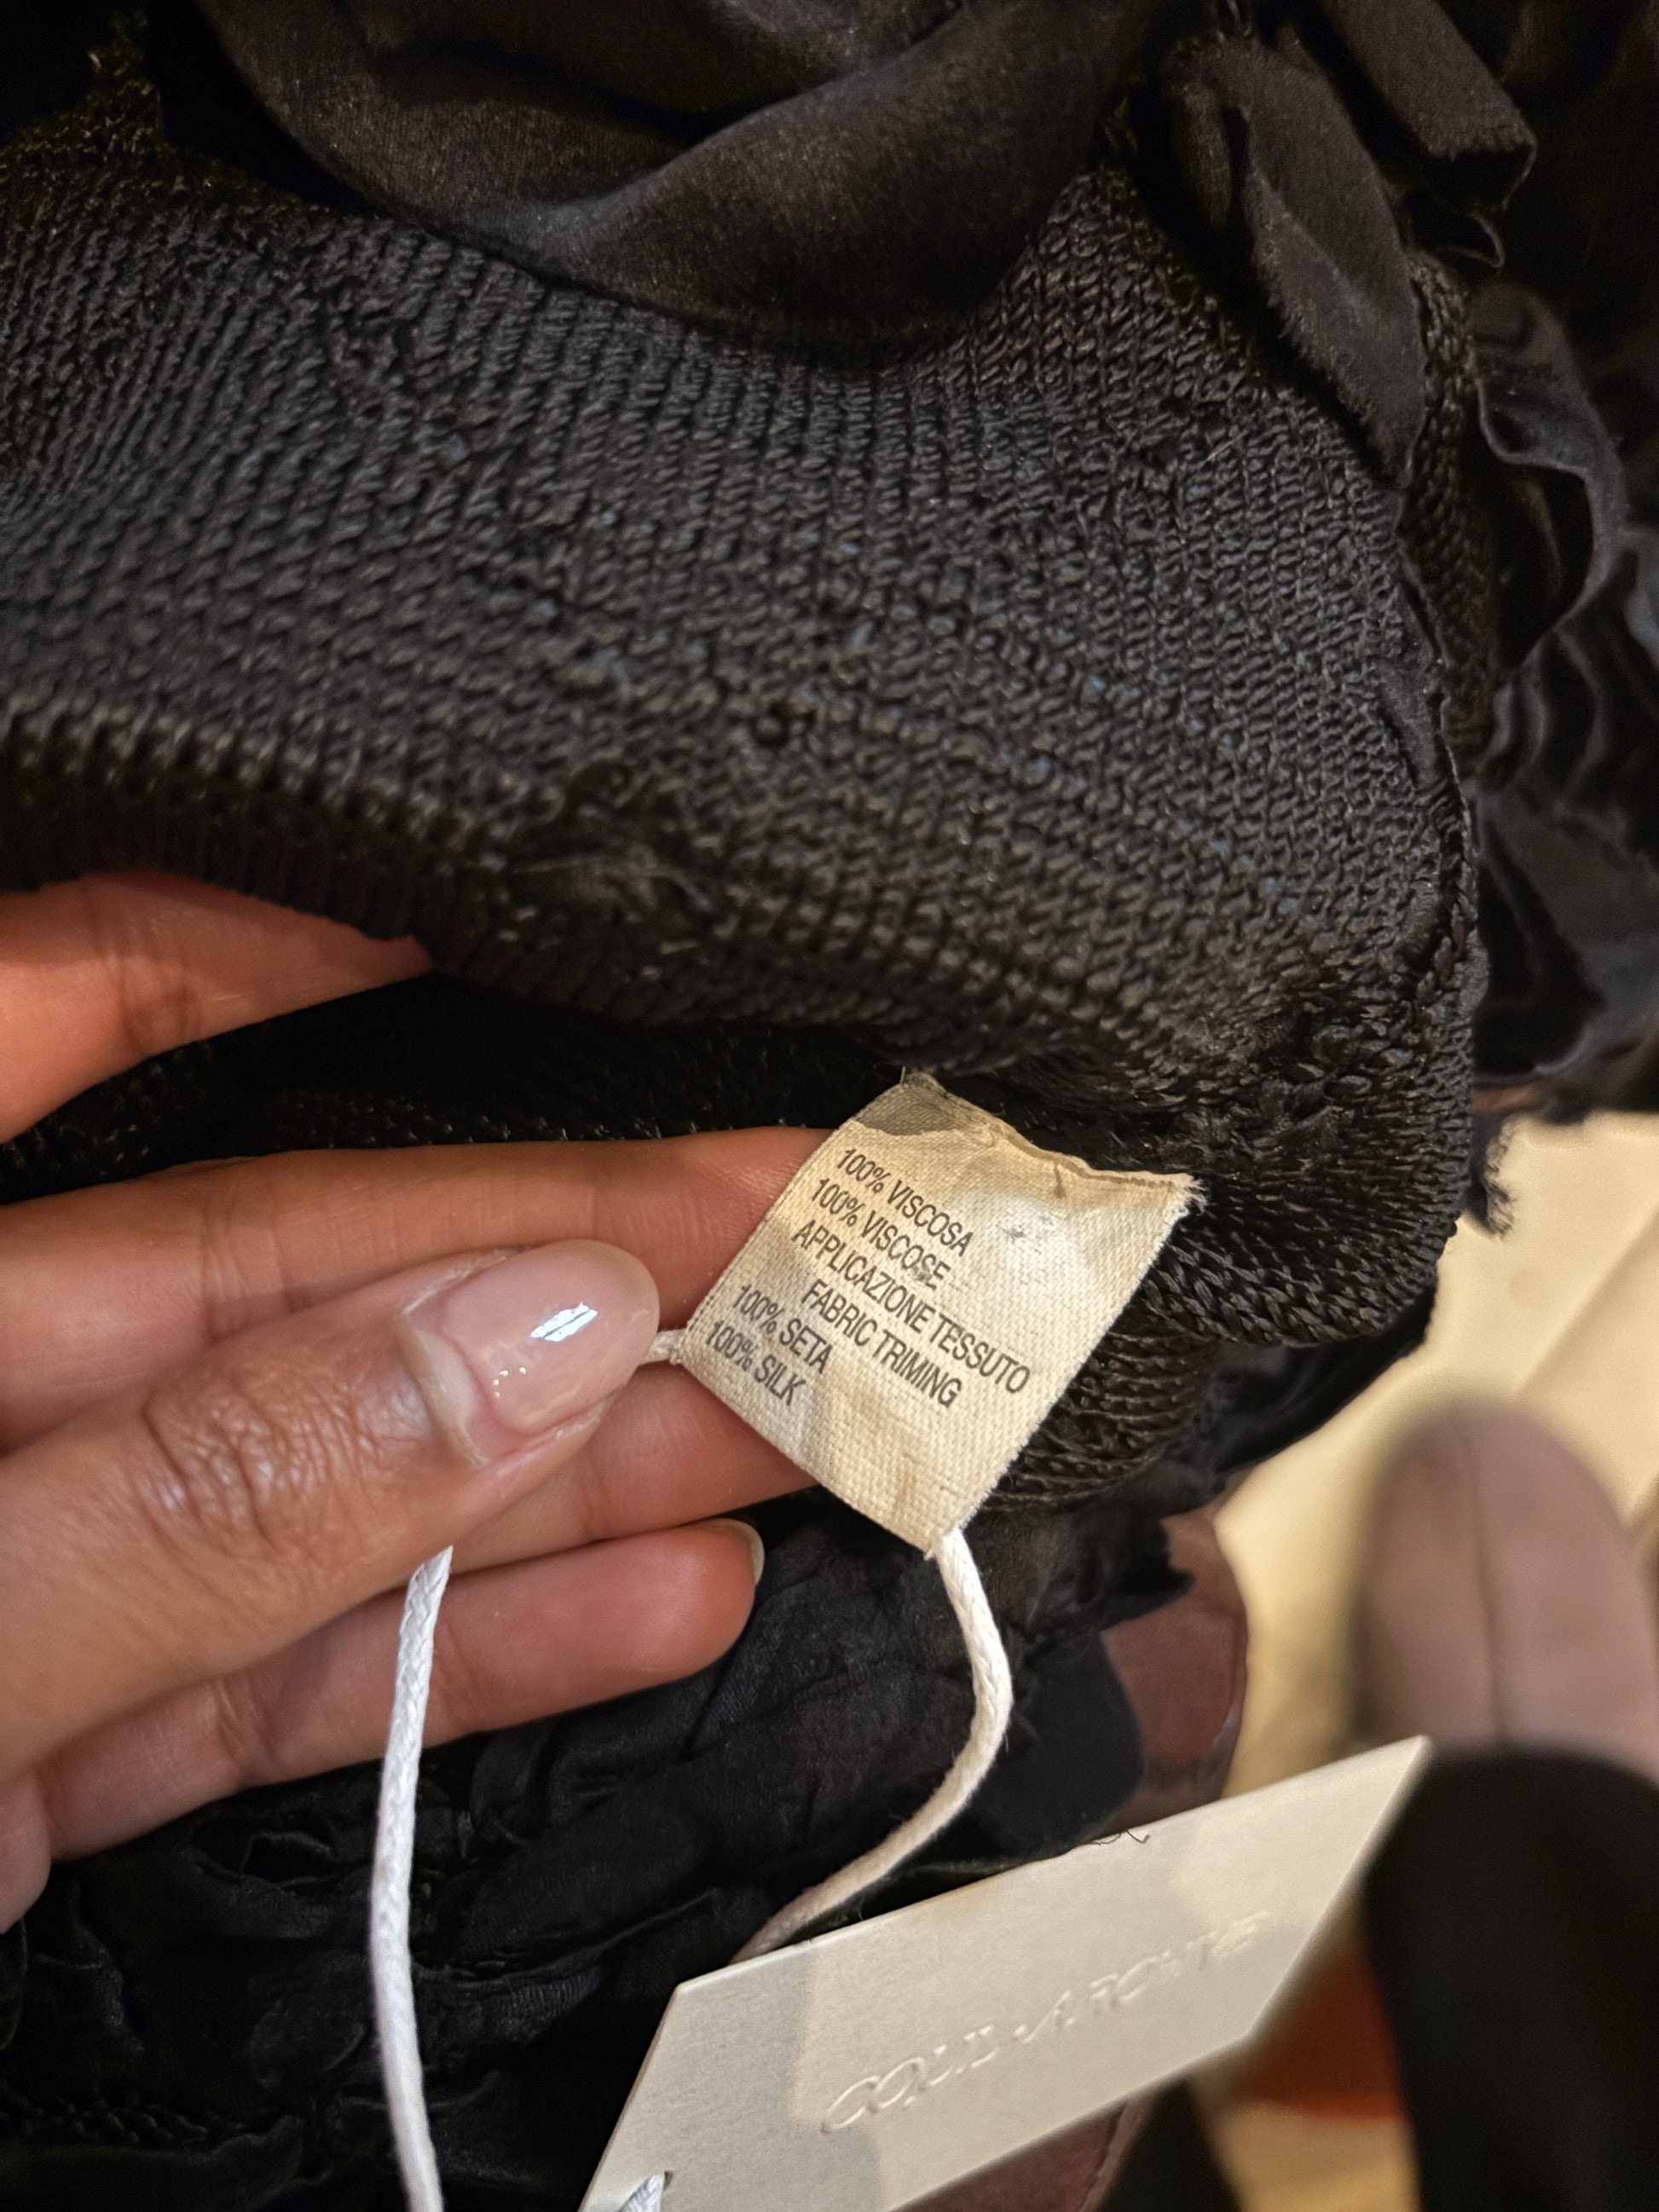 100% VISCOSA
100% VISCOSE
APPLICAZIONE TESSUTO
FABRIC TRIMING
100% SETA
100% SILK